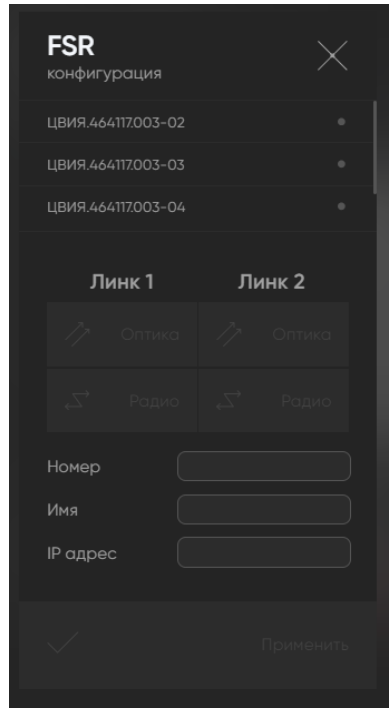 FSR
конфигурация
ЦВИЯ.464117.003-02
ЦВИЯ.464117.003-03
ЦВИЯ.464117.003-04
Линк 1 Линк 2
Оптика Оптика
Радио Радио
Номер
Имя
IP адрес
Применить